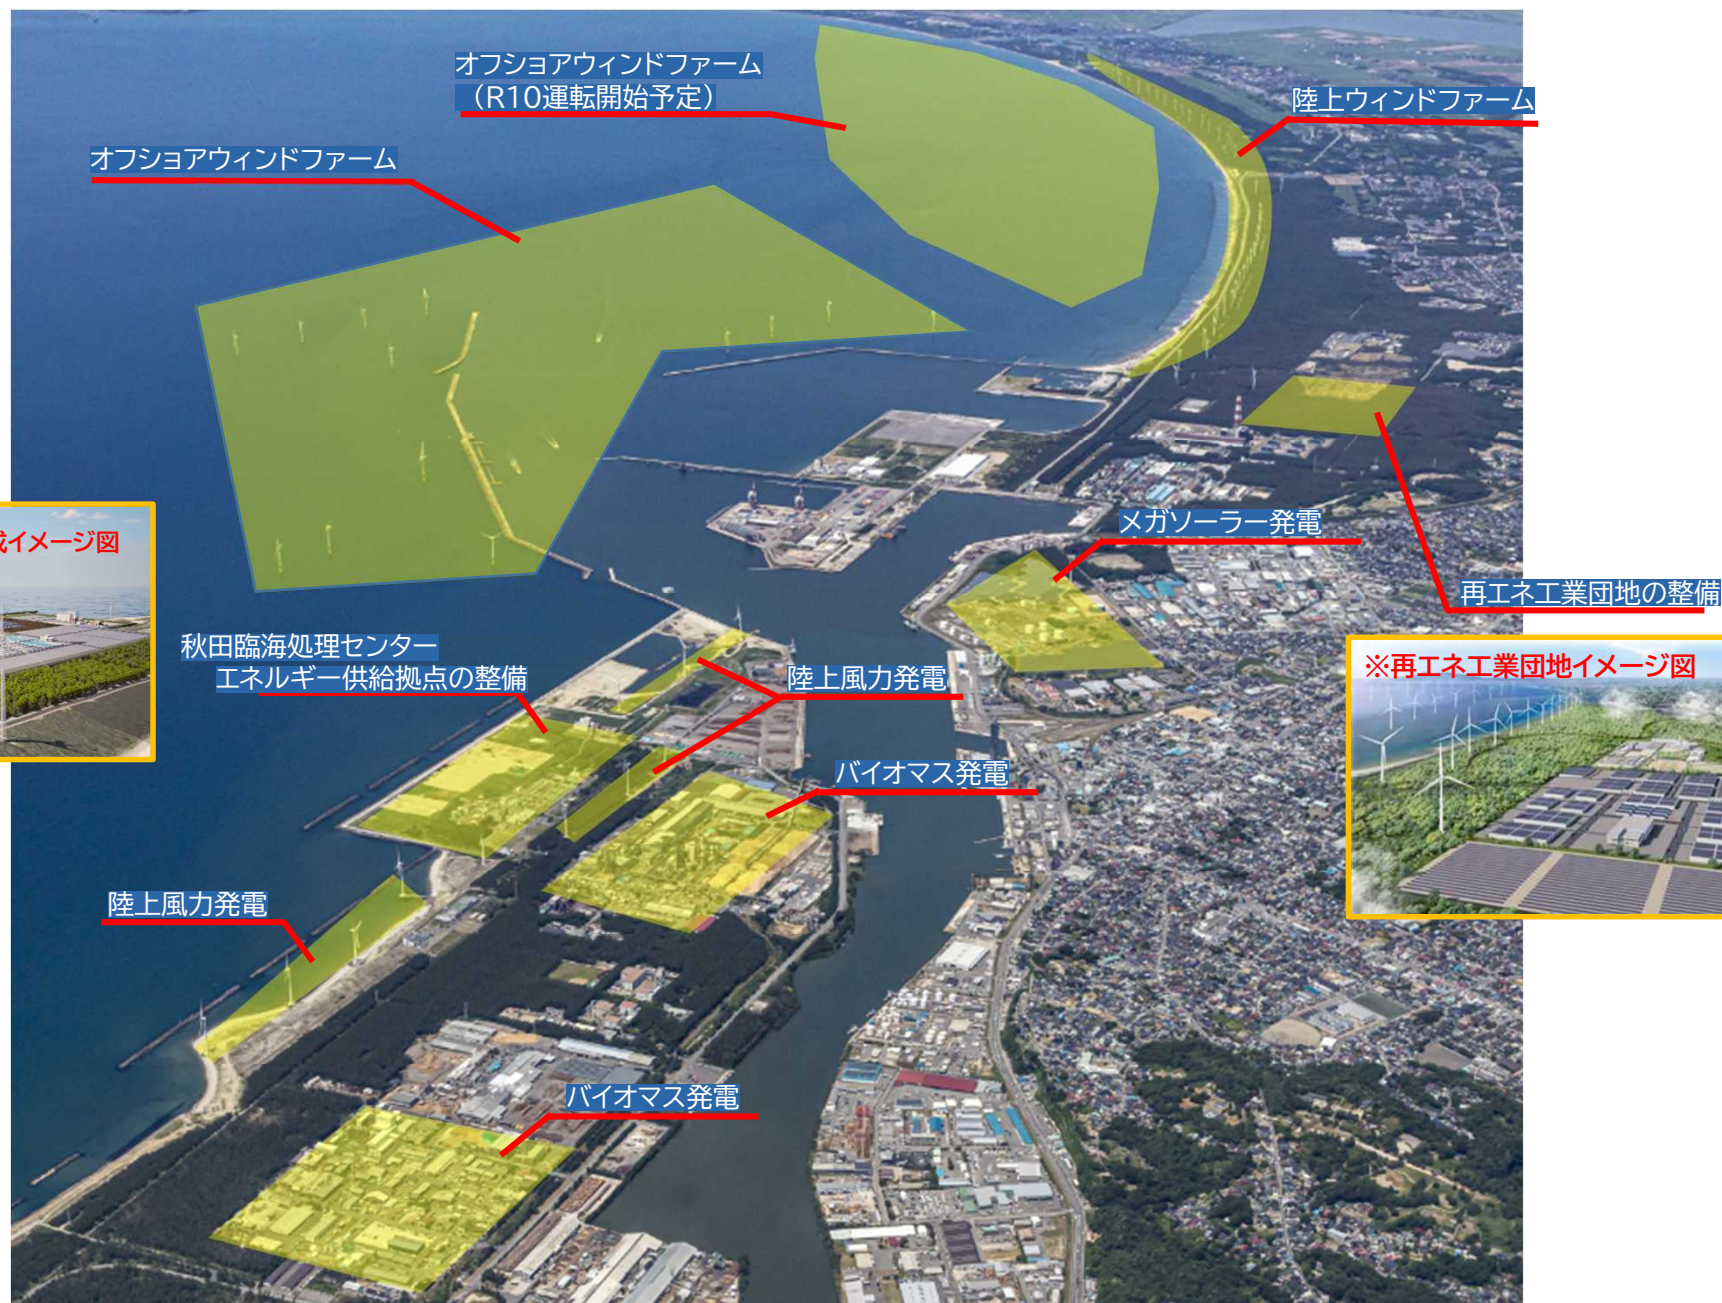 オフショアウィンドファーム
（R10運転開始予定）
陸上ウィンドファーム
オフショアウィンドファーム
イメージ図
メガソーラー発電
再エネ工業団地の整備
※再エネ工業団地イメージ図
秋田臨海処理センター
エネルギー供給拠点の整備
陸上風力発電
バイオマス発電
陸上風力発電
バイオマス発電